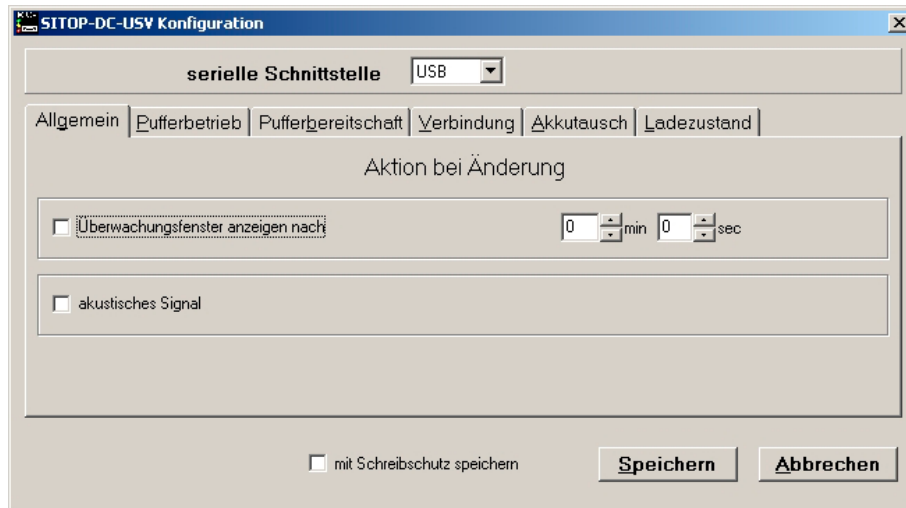 SITOP-DC-USV Konfiguration
serielle Schnittstelle USB
Allgemein Pufferbetrieb Pufferbereitschaft Verbindung Akkutausch Ladezustand
Aktion bei Änderung
Überwachungsfenster anzeigen nach 0 min 0 sec
akustisches Signal
mit Schreibschutz speichern Speichern Abbrechen